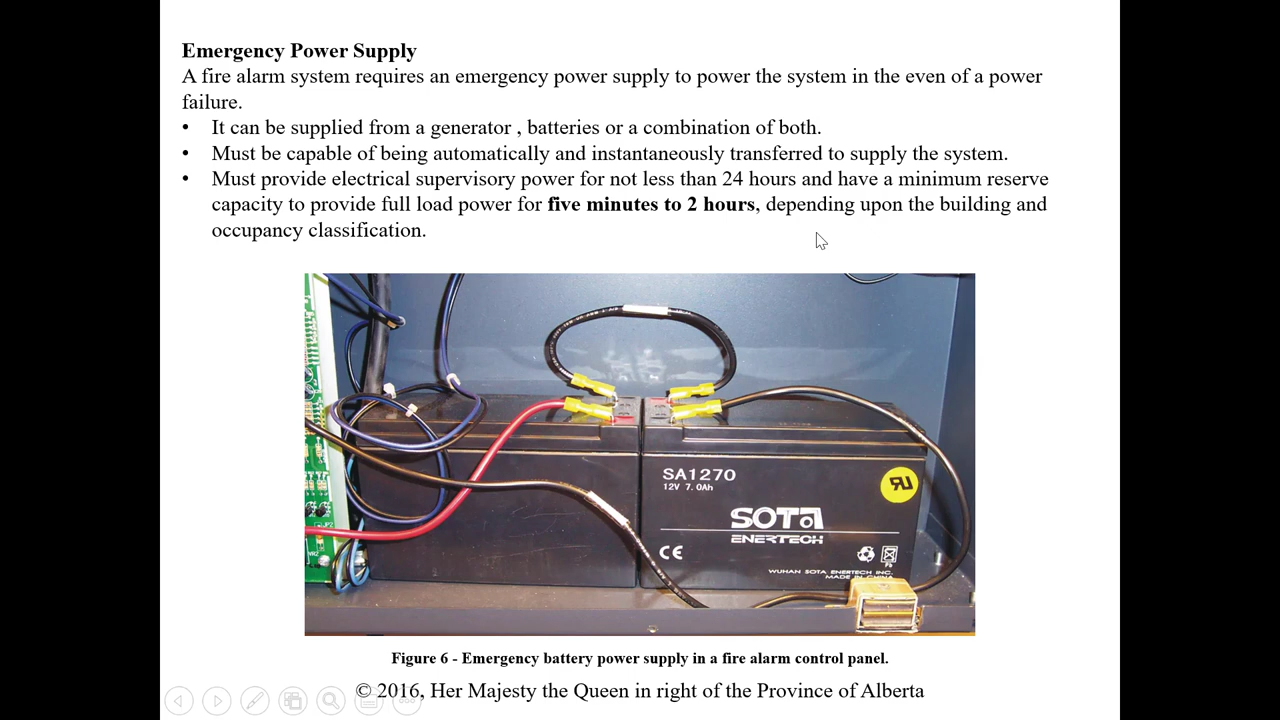 Emergency Power Supply
A fire alarm system requires an emergency power supply to power the system in the even of a power
failure.
• It can be supplied from a generator , batteries or a combination of both.
• Must be capable of being automatically and instantaneously transferred to supply the system.
• Must provide electrical supervisory power for not less than 24 hours and have a minimum reserve
capacity to provide full load power for five minutes to 2 hours, depending upon the building and
occupancy classification.
SA1270
12V 7.0Ah
SOTA
ENERTECH
CE
WUHAN SOTA ENERTECH INC.
MADE IN CHINA
Figure 6 - Emergency battery power supply in a fire alarm control panel.
© 2016, Her Majesty the Queen in right of the Province of Alberta